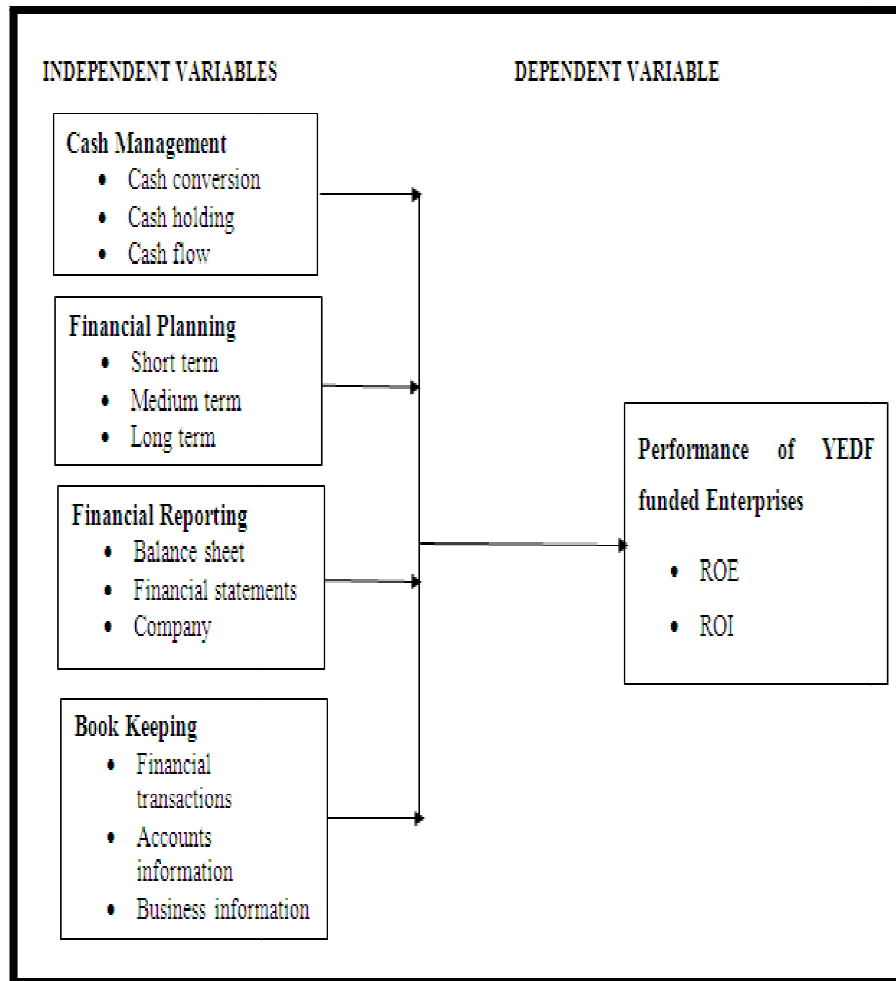 INDEPENDENT VARIABLES
DEPENDENT VARIABLE
Cash Management
• Cash conversion
• Cash holding
• Cash flow
Financial Planning
• Short term
• Medium term
• Long term
Financial Reporting
• Balance sheet
• Financial statements
• Company
Book Keeping
• Financial
transactions
• Accounts
information
• Business information
Performance of YEDF
funded Enterprises
• ROE
• ROI